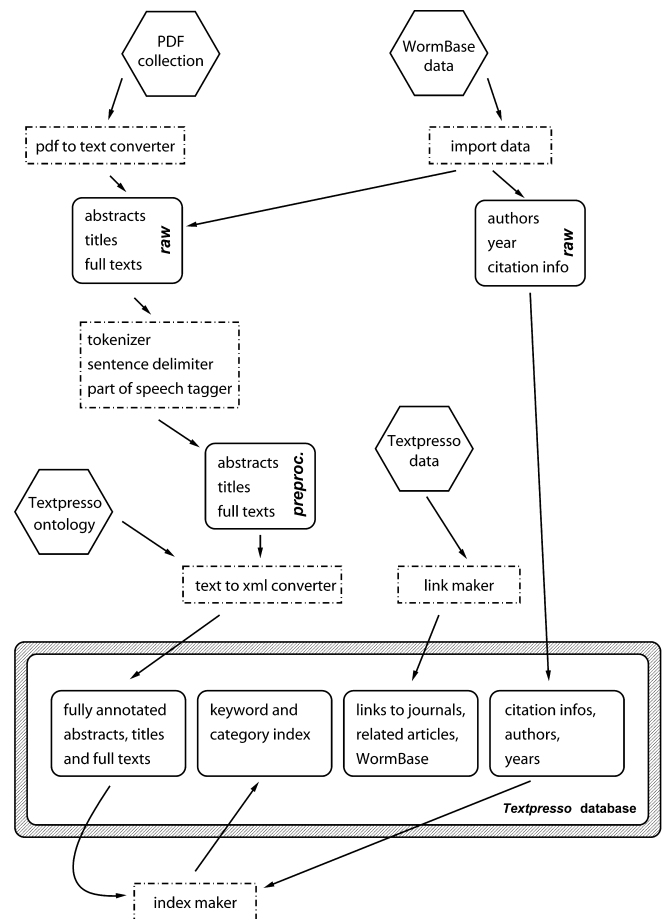 PDF
collection
WormBase
data
pdf to text converter
import data
abstracts
titles
full texts
raw
authors
year
citation info
raw
tokenizer
sentence delimiter
part of speech tagger
abstracts
titles
full texts
preproc.
Textpresso
data
Textpresso
ontology
text to xml converter
link maker
fully annotated
abstracts, titles
and full texts
keyword and
category index
links to journals,
related articles,
WormBase
citation infos,
authors,
years
Textpresso database
index maker